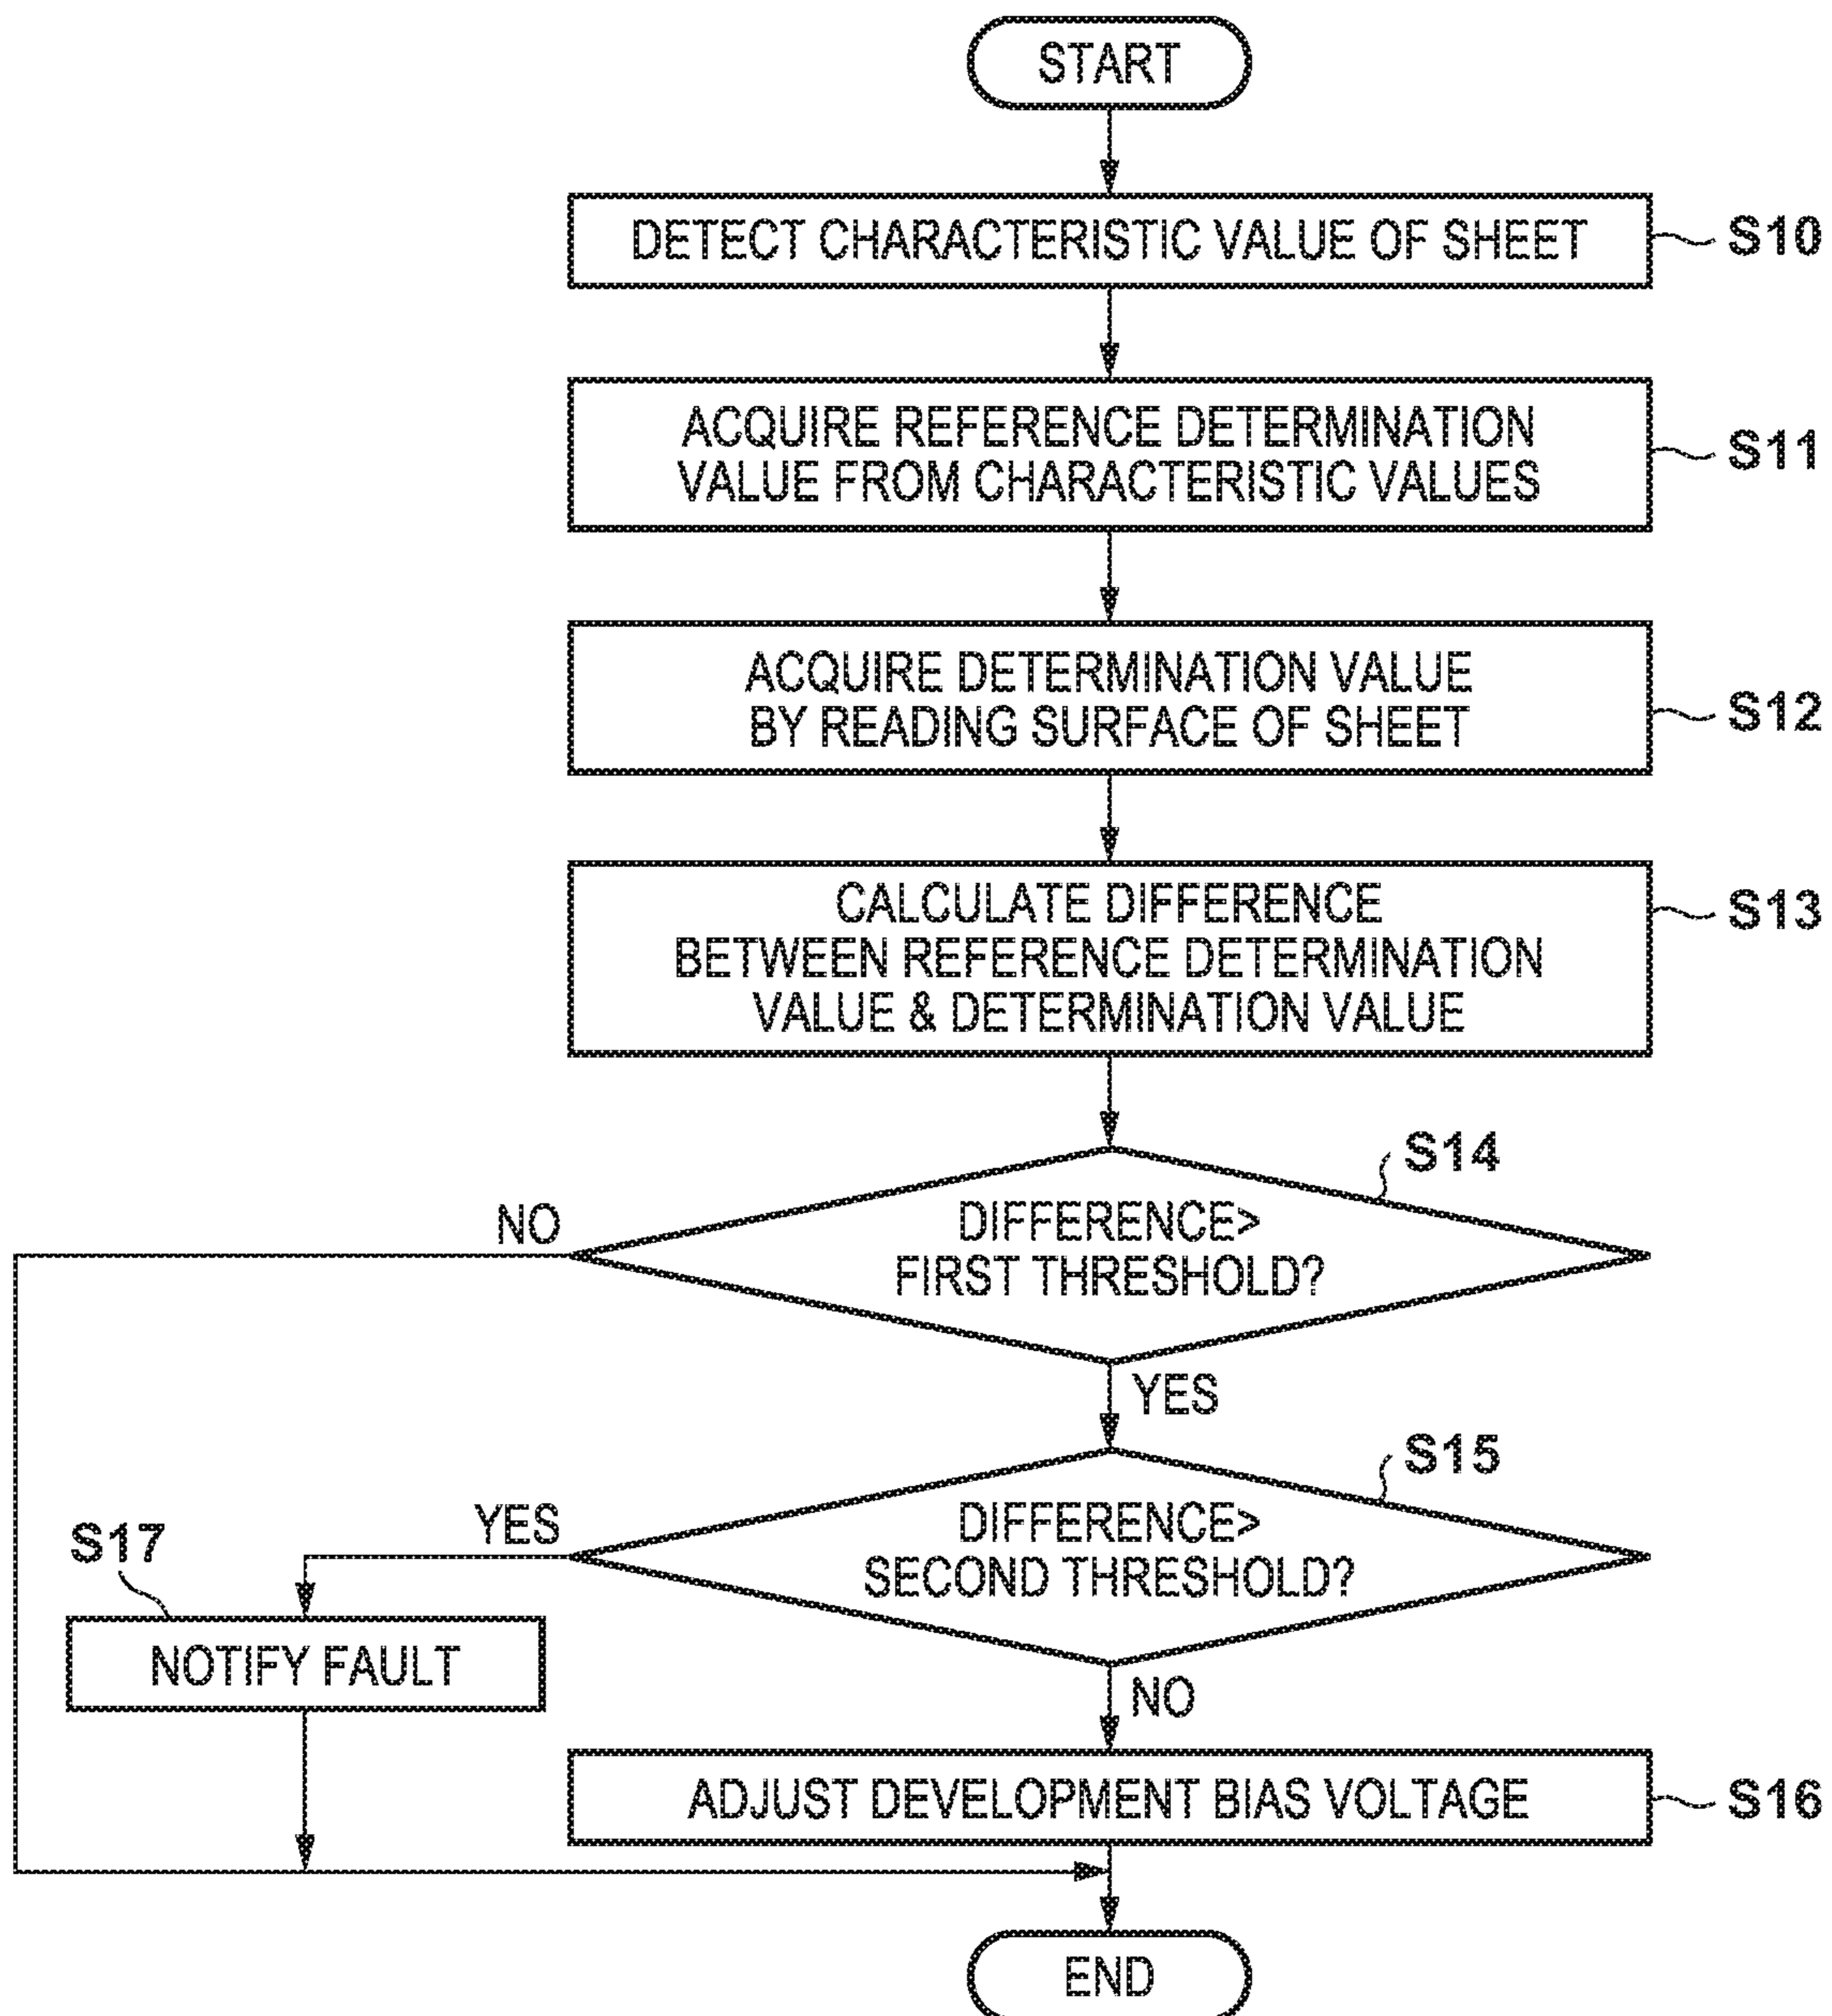 START
DETECT CHARACTERISTIC VALUE OF SHEET
S10
ACQUIRE REFERENCE DETERMINATION
VALUE FROM CHARACTERISTIC VALUES
S11
ACQUIRE DETERMINATION VALUE
BY READING SURFACE OF SHEET
S12
CALCULATE DIFFERENCE
BETWEEN REFERENCE DETERMINATION
VALUE & DETERMINATION VALUE
S13
S14
NO
DIFFERENCE>
FIRST THRESHOLD?
YES
S15
YES
DIFFERENCE>
SECOND THRESHOLD?
S17
NOTIFY FAULT
NO
ADJUST DEVELOPMENT BIAS VOLTAGE
S16
END